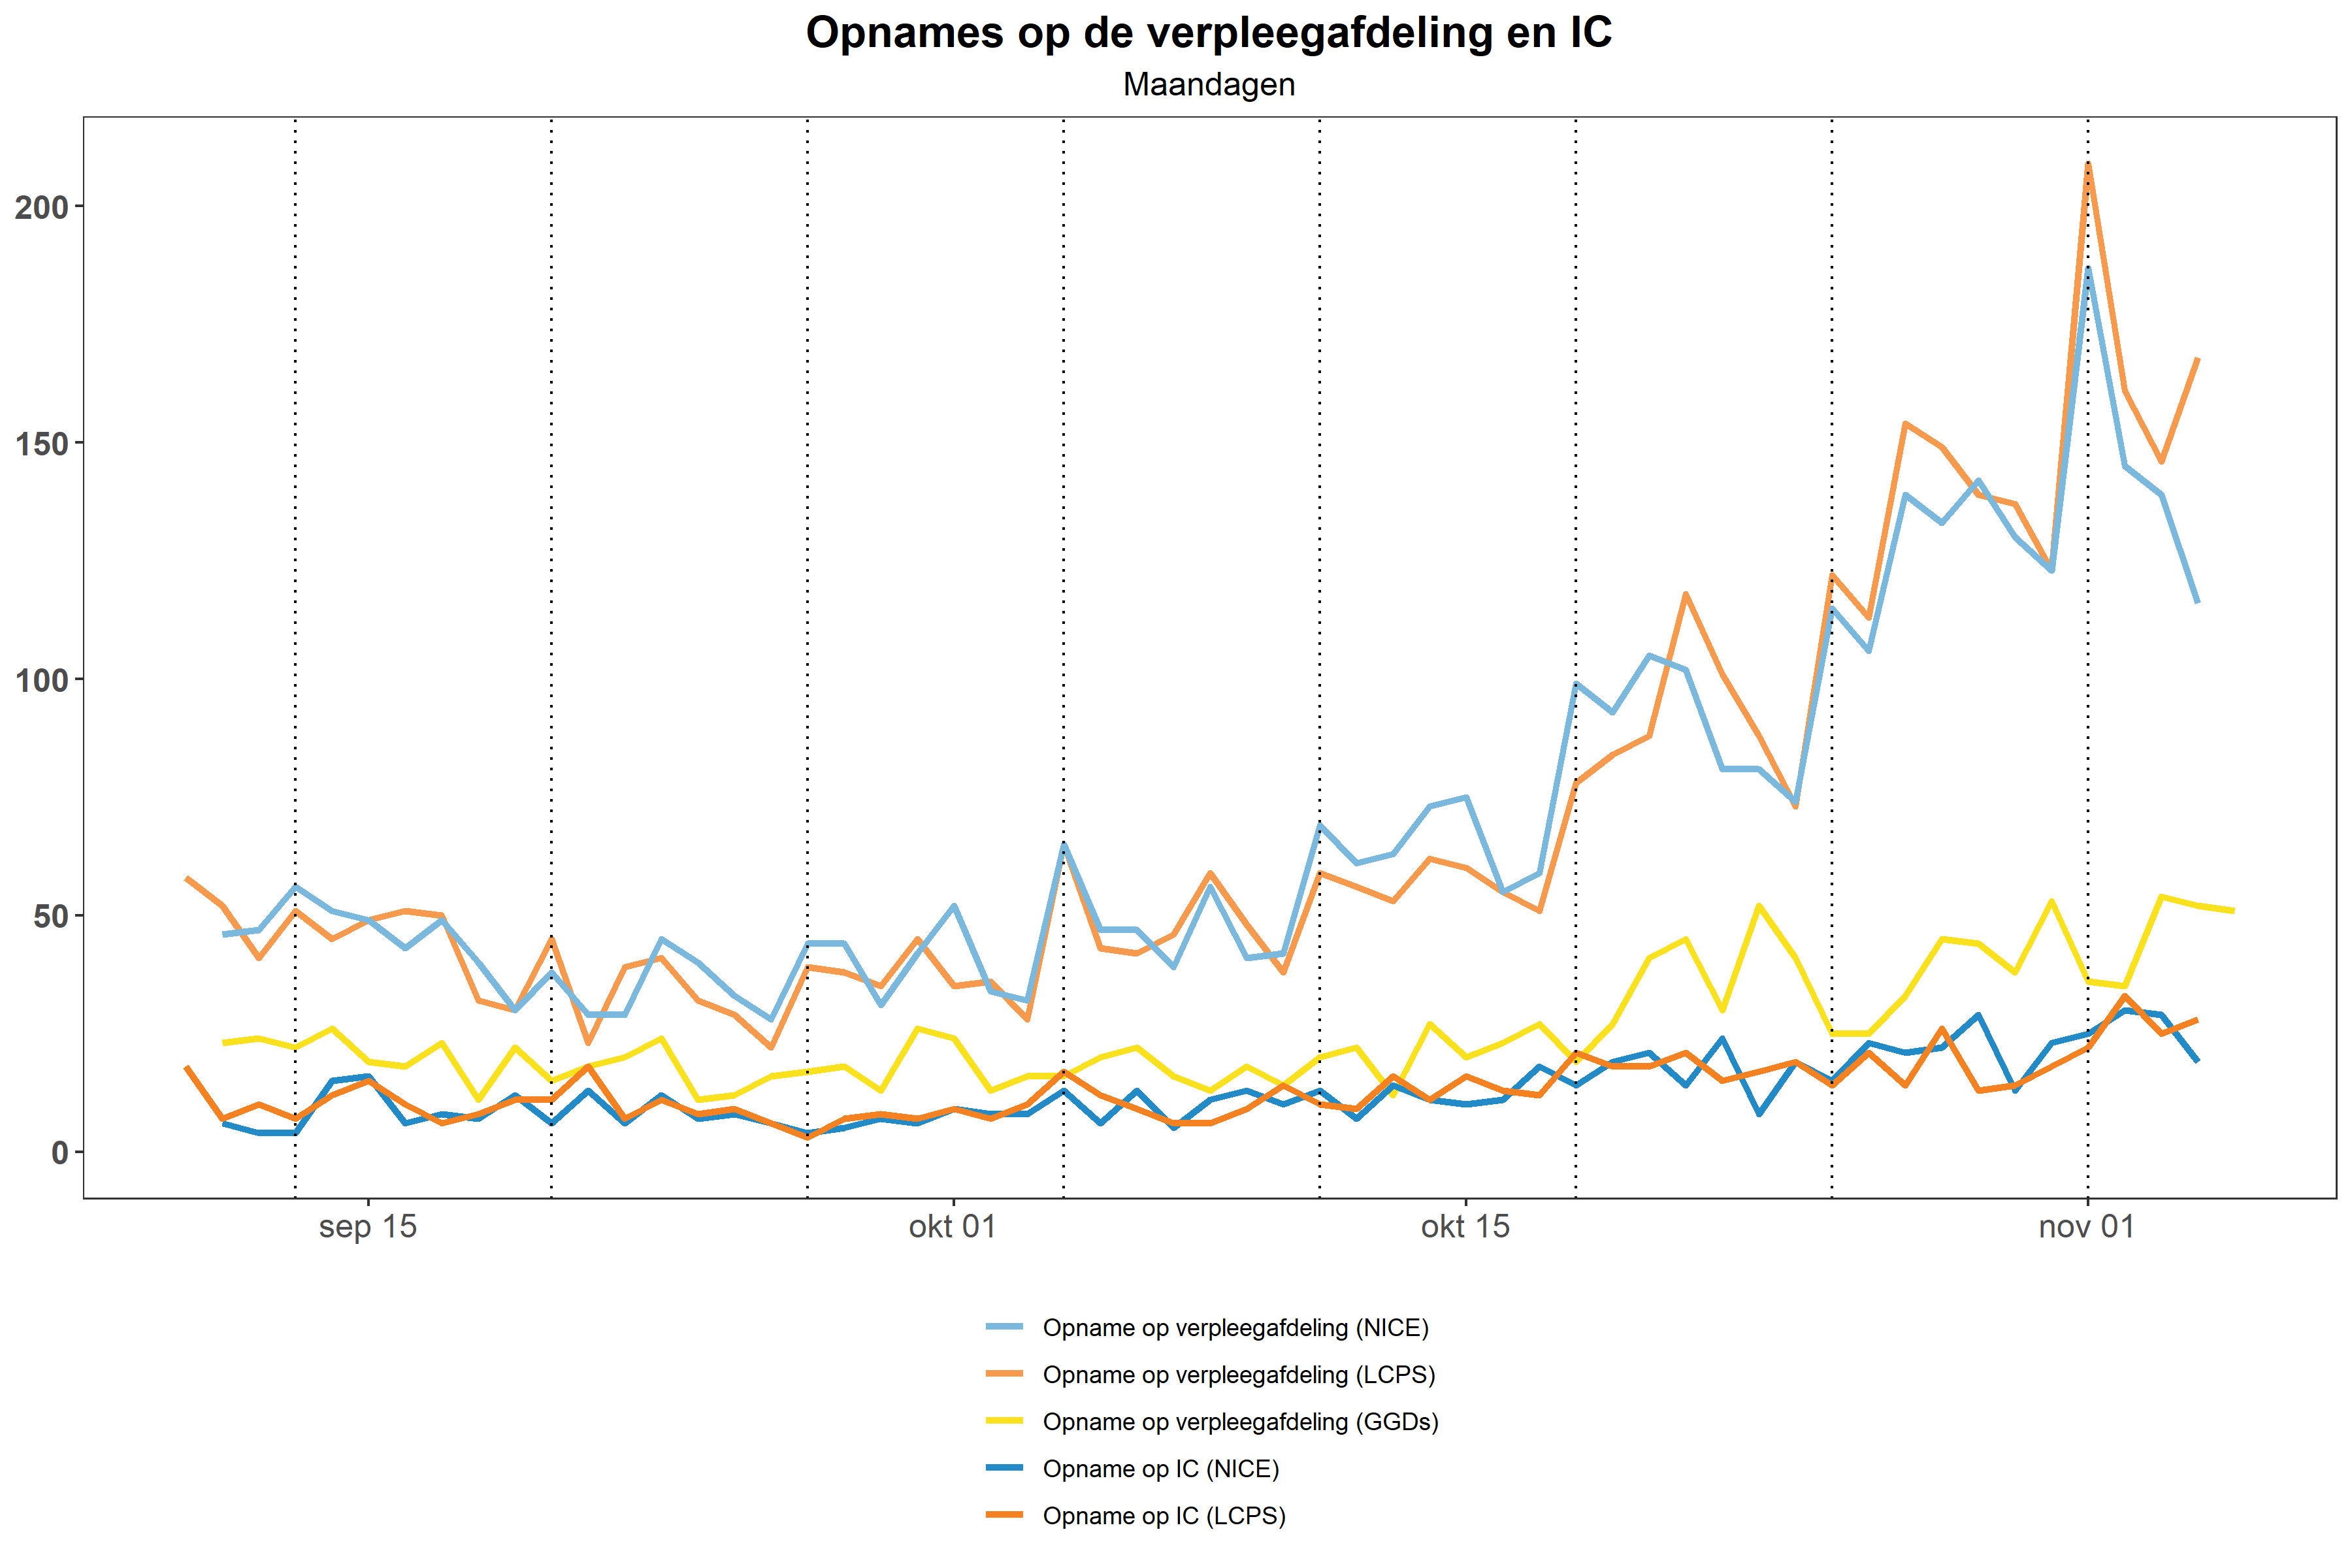 Opnames op de verpleegafdeling en IC
Maandagen
200
150
100
50
0
sep 15
okt 01
okt 15
nov 01
Opname op verpleegafdeling (NICE)
Opname op verpleegafdeling (LCPS)
Opname op verpleegafdeling (GGDs)
Opname op IC (NICE)
Opname op IC (LCPS)